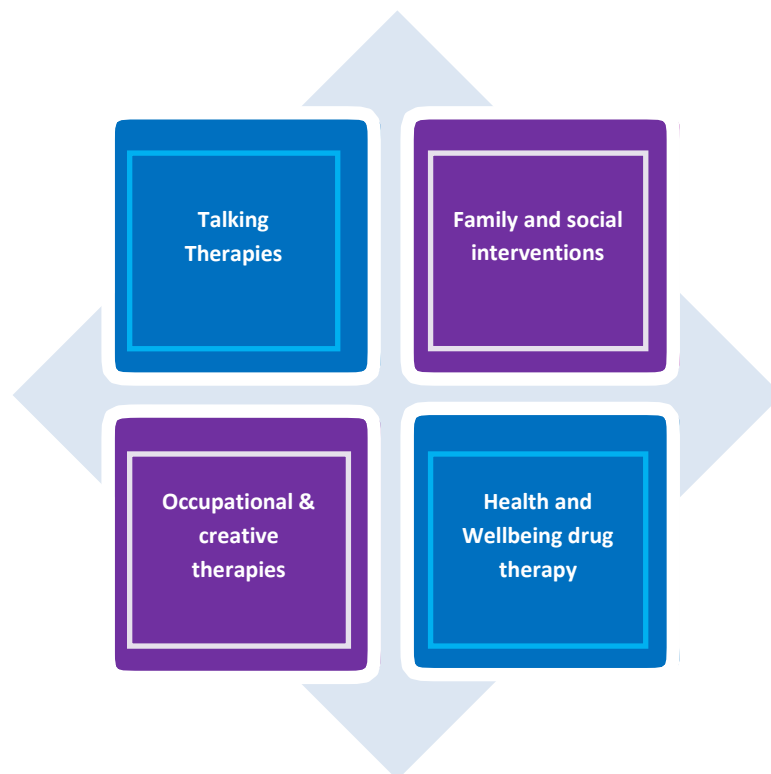 Talking
Therapies
Family and social
interventions
Occupational &
creative
therapies
Health and
Wellbeing drug
therapy